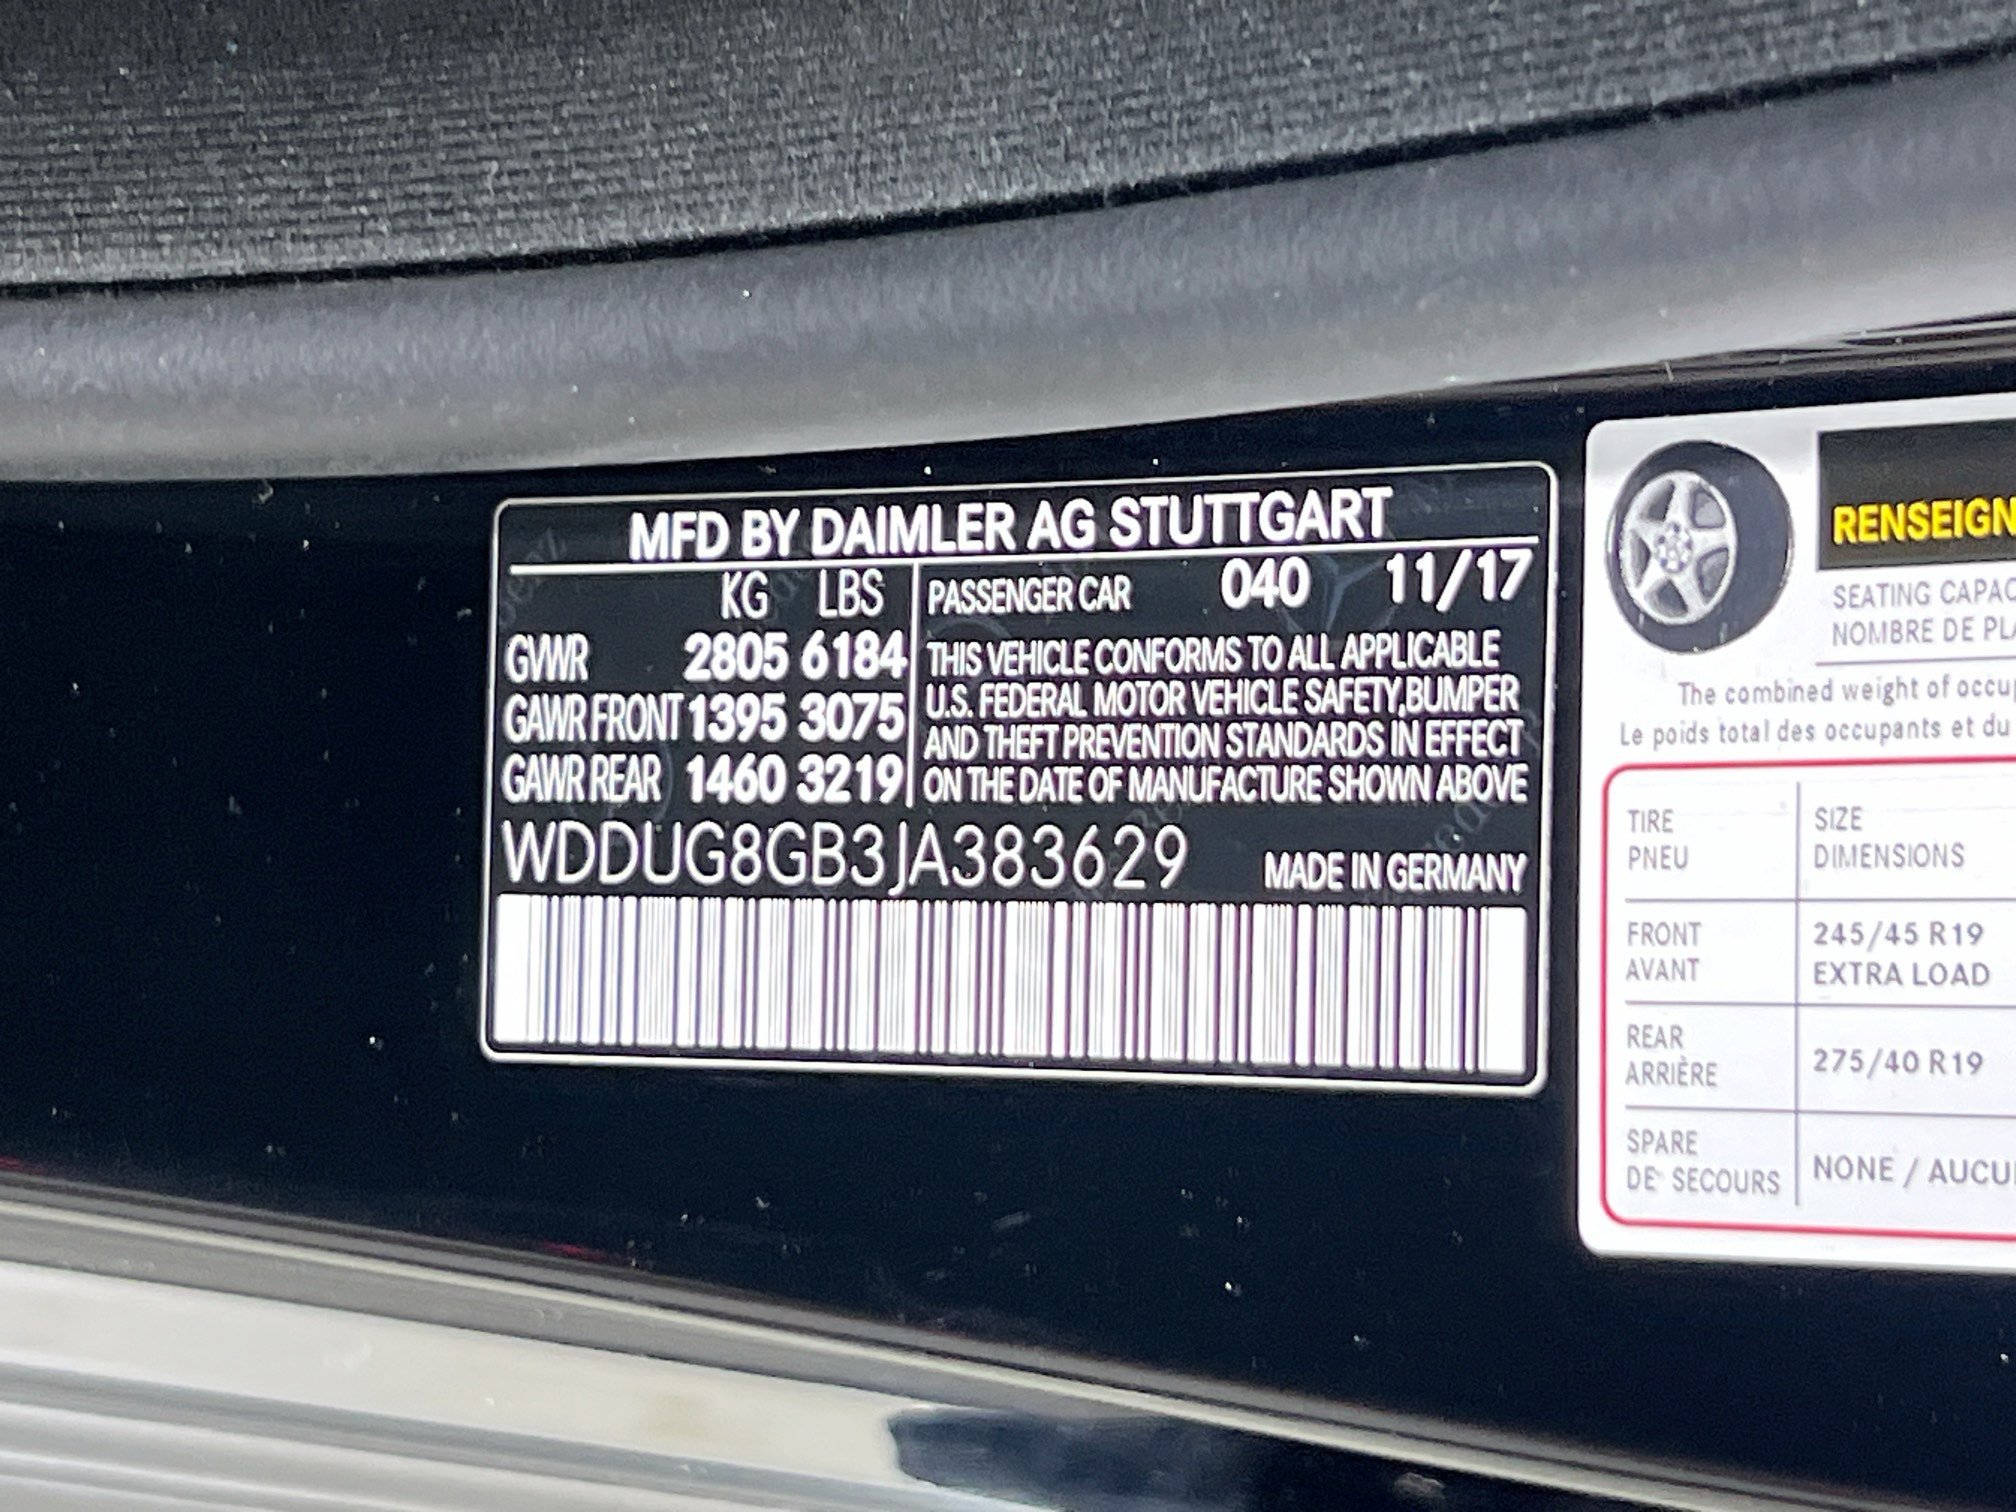 MFD BY DAIMLER AG STUTTGART
KG LBS
GVWR 2805 6184
GAWR FRONT 1395 3075
GAWR REAR 1460 3219
PASSENGER CAR 040 11/17
THIS VEHICLE CONFORMS TO ALL APPLICABLE
U.S. FEDERAL MOTOR VEHICLE SAFETY,BUMPER
AND THEFT PREVENTION STANDARDS IN EFFECT
ON THE DATE OF MANUFACTURE SHOWN ABOVE
WDDUG8GB3JA383629 MADE IN GERMANY
RENSEIGN
SEATING CAPAC
NOMBRE DE PLA
The combined weight of occup
Le poids total des occupants et du
TIRE
PNEU
SIZE
DIMENSIONS
FRONT
AVANT
245/45 R19
EXTRA LOAD
REAR
ARRIÈRE
275/40 R19
SPARE
DE SECOURS
NONE / AUCU